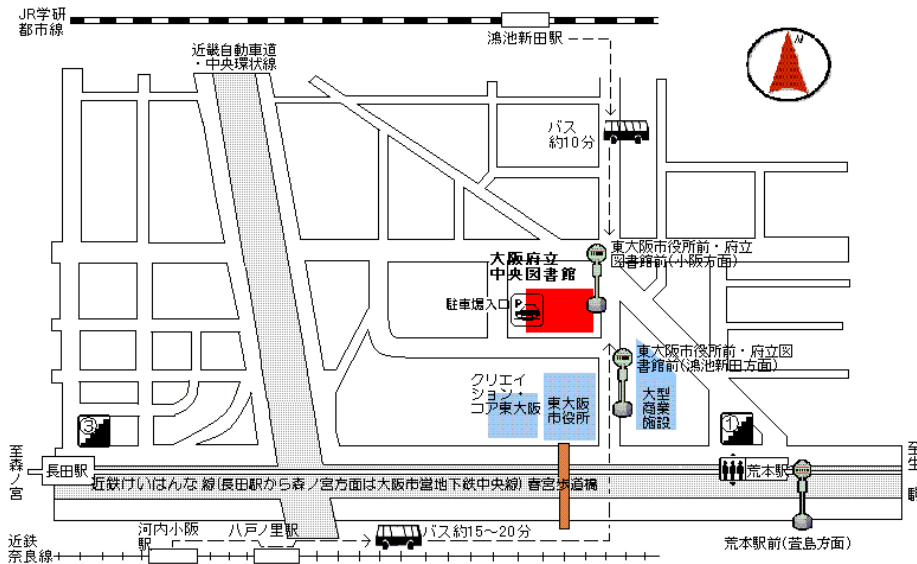 JR学研
都市線
鴻池新田駅
N
近畿自動車道
・中央環状線
バス
約10分
大阪府立
中央図書館
東大阪市役所前・府立
図書館前(小阪方面)
駐車場入口
P
東大阪市役所前・府立図
書館前(鴻池新田方面)
クリエイ
ション・
コア東大阪
東大阪
市役所
大型
商業
施設
③
①
至森ノ宮
長田駅
荒本駅
至生駒
近鉄けいはんな線(長田駅から森ノ宮方面は大阪市営地下鉄中央線)
春宮歩道橋
河内小阪
駅
八戸ノ里駅
バス約15～20分
荒本駅前(萱島方面)
近鉄
奈良線